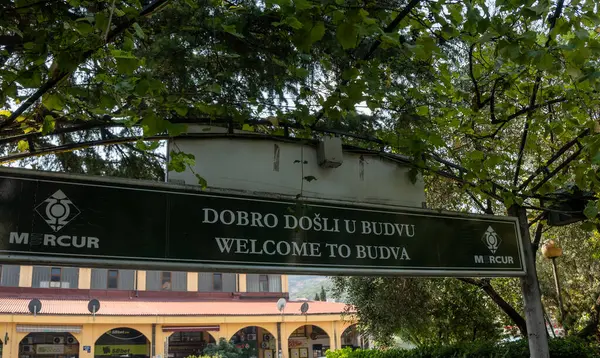 MERCUR
DOBRO DOŠLI U BUDVU
WELCOME TO BUDVA
MERCUR